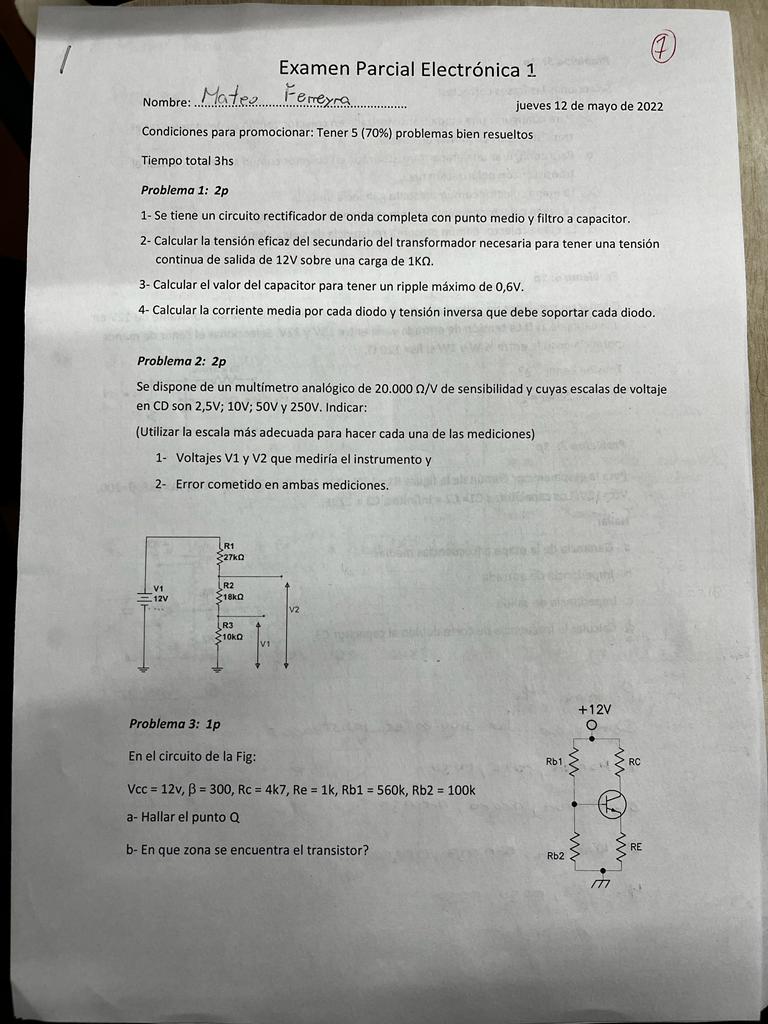 1
Examen Parcial Electrónica 1
Nombre: ..Mateo Ferreyra..............
jueves 12 de mayo de 2022
Condiciones para promocionar: Tener 5 (70%) problemas bien resueltos
Tiempo total 3hs
Problema 1: 2p
1- Se tiene un circuito rectificador de onda completa con punto medio y filtro a capacitor.
2- Calcular la tensión eficaz del secundario del transformador necesaria para tener una tensión
continua de salida de 12V sobre una carga de 1KΩ.
3- Calcular el valor del capacitor para tener un ripple máximo de 0,6V.
4- Calcular la corriente media por cada diodo y tensión inversa que debe soportar cada diodo.
Problema 2: 2p
Se dispone de un multímetro analógico de 20.000 Ω/V de sensibilidad y cuyas escalas de voltaje
en CD son 2,5V; 10V; 50V y 250V. Indicar:
(Utilizar la escala más adecuada para hacer cada una de las mediciones)
1- Voltajes V1 y V2 que mediría el instrumento y
2- Error cometido en ambas mediciones.
R1
27kΩ
V1
12V
R2
18kΩ
V2
R3
10kΩ
V1
Problema 3: 1p
En el circuito de la Fig:
Vcc = 12v, β = 300, Rc = 4k7, Re = 1k, Rb1 = 560k, Rb2 = 100k
a- Hallar el punto Q
b- En que zona se encuentra el transistor?
+12V
Rb1
RC
Rb2
RE